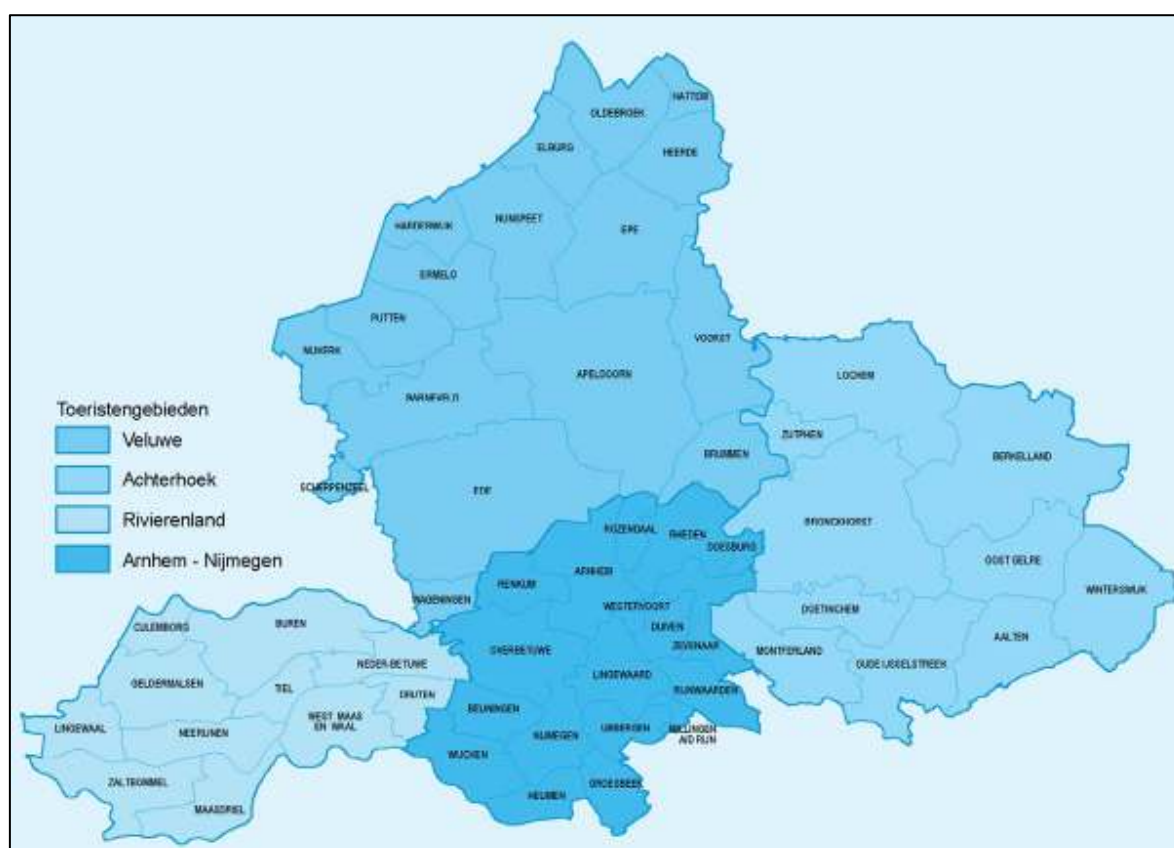 HATTEM
OLDEBROEK
ELBURG
HEERDE
NUNSPEET
HARDERWIJK
EPE
ERMELO
PUTTEN
VOORST
NIJKERK
APELDOORN
LOCHEM
BARNEVELD
Toeristengebieden
Veluwe
Achterhoek
Rivierenland
Arnhem - Nijmegen
ZUTPHEN
BRUMMEN
BERKELLAND
SCHERPENZEEL
EDE
BRONCKHORST
ROZENDAAL
RHEDEN
DOESBURG
OOST GELRE
ARNHEM
RENKUM
WINTERSWIJK
WAGENINGEN
WESTERVOORT
DOETINCHEM
CULEMBORG
BUREN
DUIVEN
AALTEN
OVERBETUWE
ZEVENAAR
MONTFERLAND
NEDER-BETUWE
OUDE IJSSELSTREEK
GELDERMALSEN
TIEL
LINGEWAARD
DRUTEN
RIJNWAARDEN
BEUNINGEN
LINGEWAAL
NEERIJNEN
WEST MAAS
EN WAAL
UBBERGEN
MILLINGEN
A/D RIJN
NIJMEGEN
WIJCHEN
ZALTBOMMEL
GROESBEEK
HEUMEN
MAASDRIEL